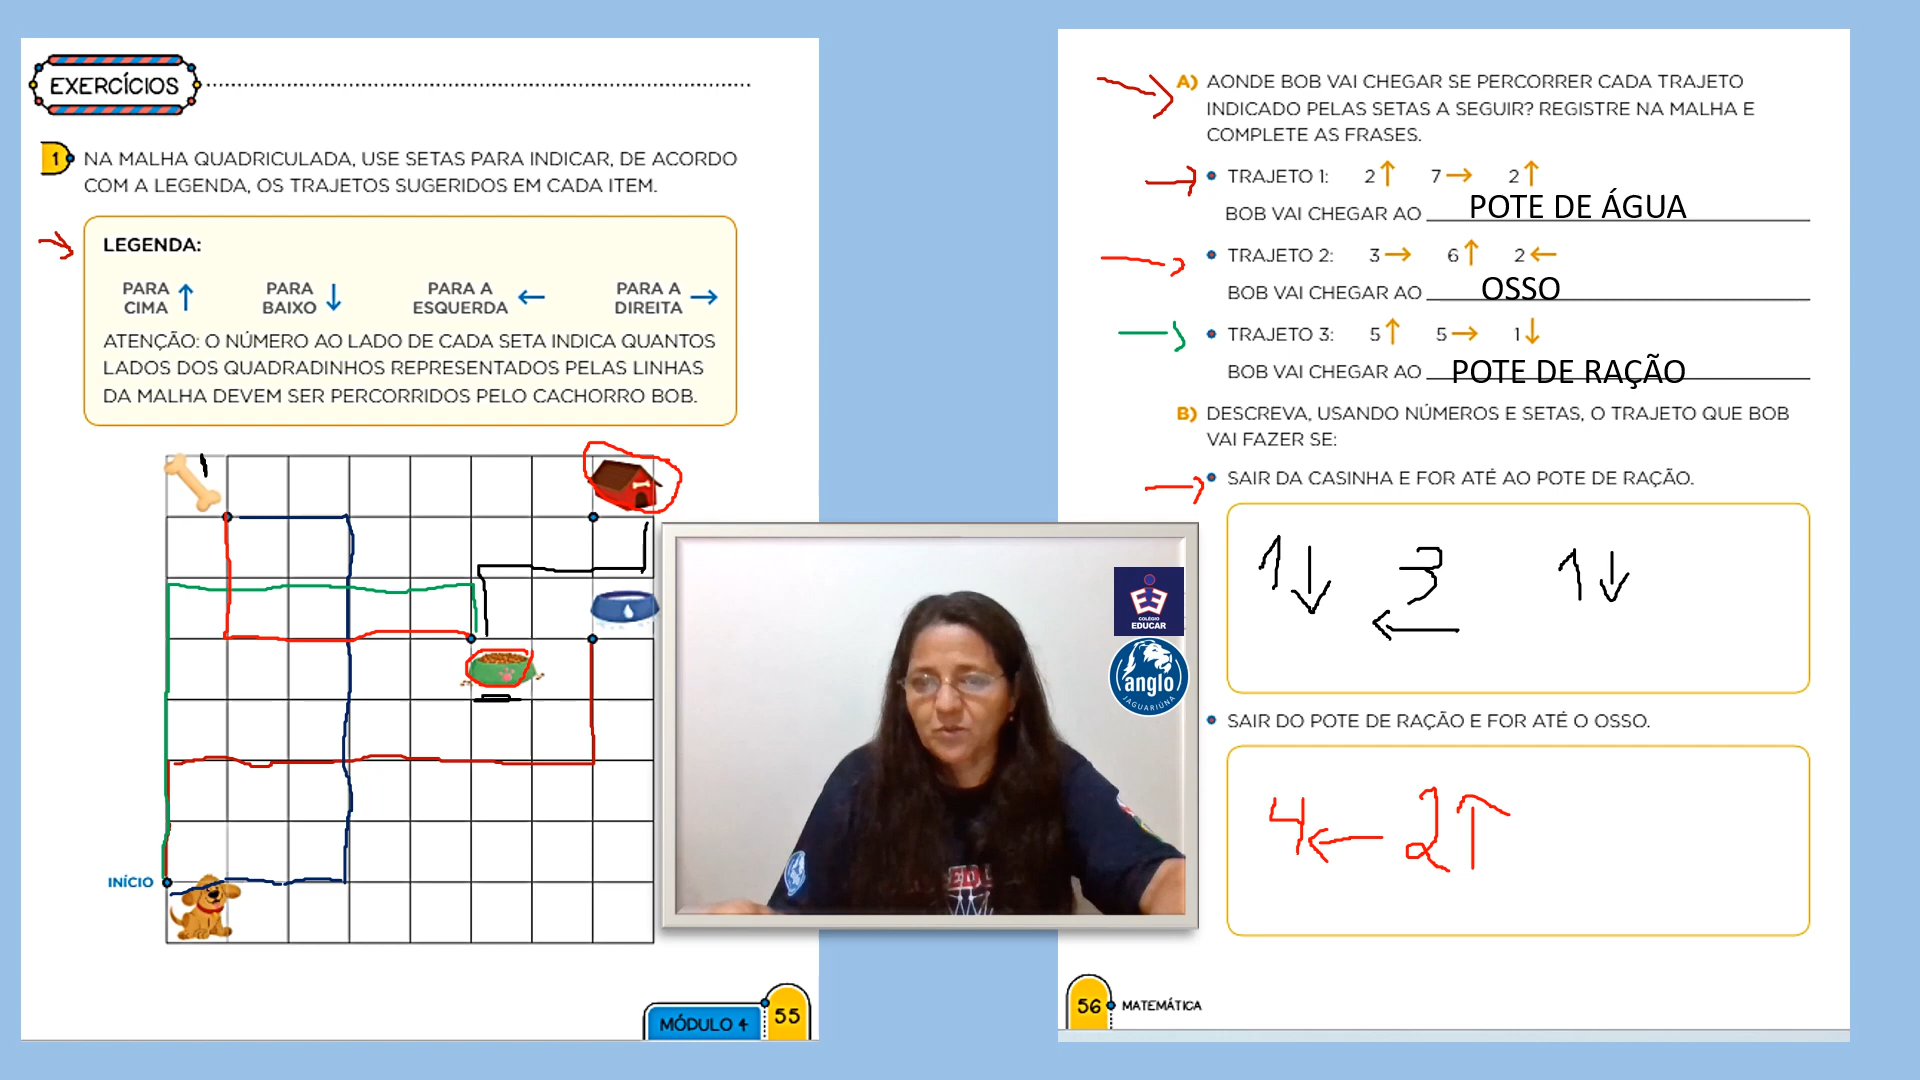 EXERCÍCIOS
1 NA MALHA QUADRICULADA, USE SETAS PARA INDICAR, DE ACORDO
COM A LEGENDA, OS TRAJETOS SUGERIDOS EM CADA ITEM.
LEGENDA:
PARA CIMA ↑ PARA BAIXO ↓ PARA A ESQUERDA ← PARA A DIREITA →
ATENÇÃO: O NÚMERO AO LADO DE CADA SETA INDICA QUANTOS
LADOS DOS QUADRADINHOS REPRESENTADOS PELAS LINHAS
DA MALHA DEVEM SER PERCORRIDOS PELO CACHORRO BOB.
INÍCIO
MÓDULO 4 55
A) AONDE BOB VAI CHEGAR SE PERCORRER CADA TRAJETO
INDICADO PELAS SETAS A SEGUIR? REGISTRE NA MALHA E
COMPLETE AS FRASES.
TRAJETO 1: 2↑ 7→ 2↑
BOB VAI CHEGAR AO POTE DE ÁGUA
TRAJETO 2: 3→ 6↑ 2←
BOB VAI CHEGAR AO OSSO
TRAJETO 3: 5↑ 5→ 1↓
BOB VAI CHEGAR AO POTE DE RAÇÃO
B) DESCREVA, USANDO NÚMEROS E SETAS, O TRAJETO QUE BOB
VAI FAZER SE:
SAIR DA CASINHA E FOR ATÉ AO POTE DE RAÇÃO.
1↓ 3← 1↓
SAIR DO POTE DE RAÇÃO E FOR ATÉ O OSSO.
4← 2↑
56 MATEMÁTICA
COLÉGIO
EDUCAR
anglo
JAGUARIÚNA